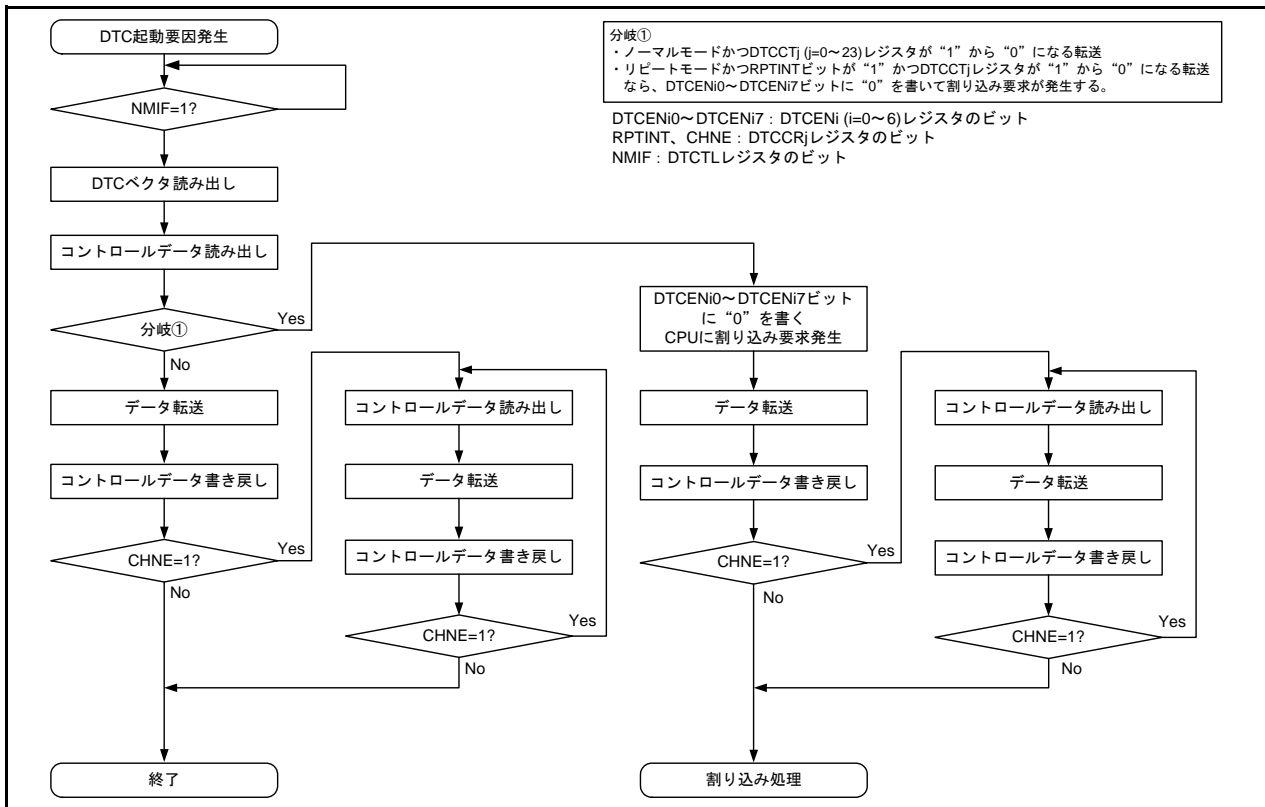 DTC起動要因発生
NMIF=1?
DTCベクタ読み出し
コントロールデータ読み出し
分岐①
Yes
No
データ転送
コントロールデータ書き戻し
CHNE=1?
Yes
No
コントロールデータ読み出し
データ転送
コントロールデータ書き戻し
CHNE=1?
Yes
No
終了
分岐①
・ノーマルモードかつDTCCTj (j=0~23)レジスタが“1”から“0”になる転送
・リピートモードかつRPTINTビットが“1”かつDTCCTjレジスタが“1”から“0”になる転送
なら、DTCENi0~DTCENi7ビットに“0”を書いて割り込み要求が発生する。
DTCENi0~DTCENi7:DTCENi (i=0~6)レジスタのビット
RPTINT、CHNE:DTCCRjレジスタのビット
NMIF:DTCTLレジスタのビット
DTCENi0~DTCENi7ビット
に“0”を書く
CPUに割り込み要求発生
データ転送
コントロールデータ書き戻し
CHNE=1?
Yes
No
コントロールデータ読み出し
データ転送
コントロールデータ書き戻し
CHNE=1?
Yes
No
割り込み処理